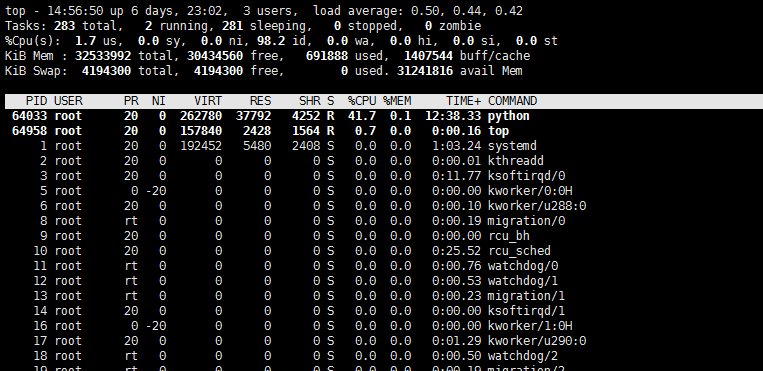 top - 14:56:50 up 6 days, 23:02,  3 users,  load average: 0.50, 0.44, 0.42
Tasks: 283 total,   2 running, 281 sleeping,   0 stopped,   0 zombie
%Cpu(s):  1.7 us,  0.0 sy,  0.0 ni, 98.2 id,  0.0 wa,  0.0 hi,  0.0 si,  0.0 st
KiB Mem : 32533992 total, 30434560 free,   691888 used,  1407544 buff/cache
KiB Swap:  4194300 total,  4194300 free,        0 used. 31241816 avail Mem
PID USER      PR  NI    VIRT    RES    SHR S  %CPU %MEM     TIME+ COMMAND
64033 root      20   0  262780  37792   4252 R  41.7  0.1  12:38.33 python
64958 root      20   0  157840   2428   1564 R   0.7  0.0   0:00.16 top
1 root      20   0  192452   5480   2408 S   0.0  0.0   1:03.24 systemd
2 root      20   0       0      0      0 S   0.0  0.0   0:00.01 kthreadd
3 root      20   0       0      0      0 S   0.0  0.0   0:11.77 ksoftirqd/0
5 root       0 -20       0      0      0 S   0.0  0.0   0:00.00 kworker/0:0H
6 root      20   0       0      0      0 S   0.0  0.0   0:00.10 kworker/u288:0
8 root      rt   0       0      0      0 S   0.0  0.0   0:00.19 migration/0
9 root      20   0       0      0      0 S   0.0  0.0   0:00.00 rcu_bh
10 root      20   0       0      0      0 S   0.0  0.0   0:25.52 rcu_sched
11 root      rt   0       0      0      0 S   0.0  0.0   0:00.76 watchdog/0
12 root      rt   0       0      0      0 S   0.0  0.0   0:00.53 watchdog/1
13 root      rt   0       0      0      0 S   0.0  0.0   0:00.23 migration/1
14 root      20   0       0      0      0 S   0.0  0.0   0:00.00 ksoftirqd/1
16 root       0 -20       0      0      0 S   0.0  0.0   0:00.00 kworker/1:0H
17 root      20   0       0      0      0 S   0.0  0.0   0:01.29 kworker/u290:0
18 root      rt   0       0      0      0 S   0.0  0.0   0:00.50 watchdog/2
19 root      rt   0       0      0      0 S   0.0  0.0   0:00.19 migration/2